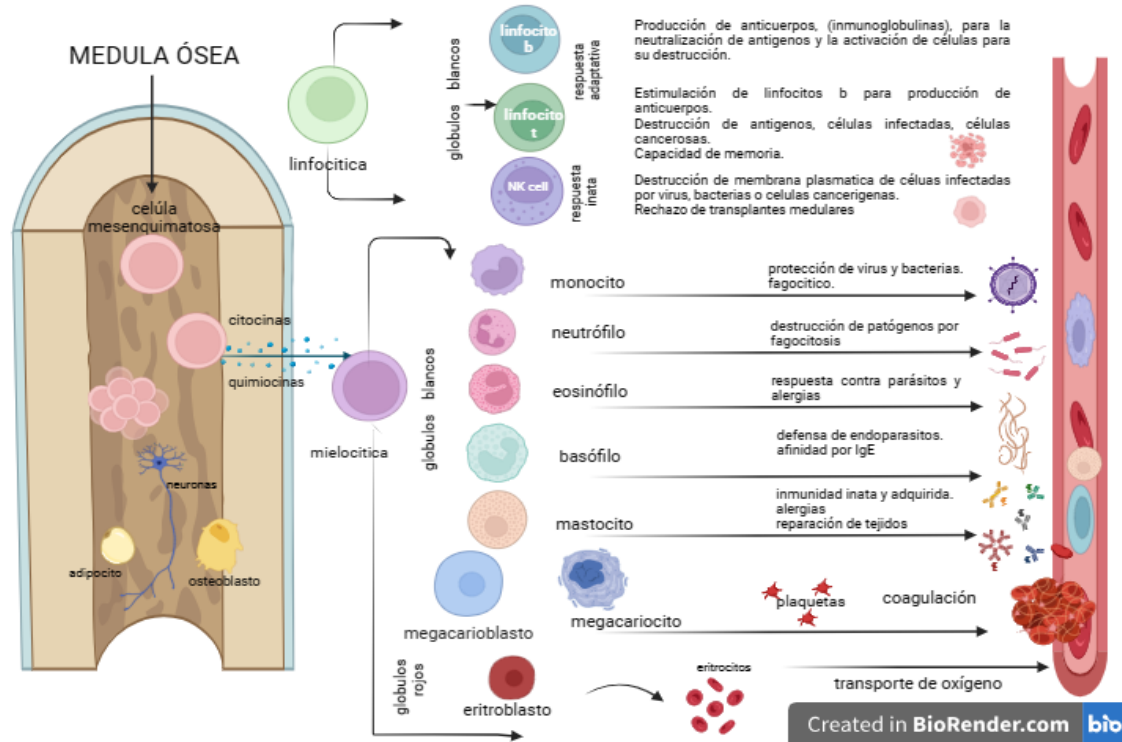 MEDULA ÓSEA
celúla
mesenquimatosa
citocinas
quimiocinas
neuronas
adipocito
osteoblasto
linfocitica
globulos blancos
linfocito
b
linfocito
t
NK cell
respuesta
adaptativa
respuesta
inata
Producción de anticuerpos, (inmunoglobulinas), para la
neutralización de antigenos y la activación de células para
su destrucción.
Estimulación de linfocitos b para producción de
anticuerpos.
Destrucción de antigenos, células infectadas, células
cancerosas.
Capacidad de memoria.
Destrucción de membrana plasmatica de céluas infectadas
por virus, bacterias o celulas cancerigenas.
Rechazo de transplantes medulares
mielocitica
globulos blancos
monocito
protección de virus y bacterias.
fagocitico.
neutrófilo
destrucción de patógenos por
fagocitosis
eosinófilo
respuesta contra parásitos y
alergias
basófilo
defensa de endoparasitos.
afinidad por IgE
mastocito
inmunidad inata y adquirida.
alergias
reparación de tejidos
megacarioblasto
megacariocito
plaquetas
coagulación
globulos
rojos
eritroblasto
eritrocitos
transporte de oxígeno
Created in BioRender.com
bio